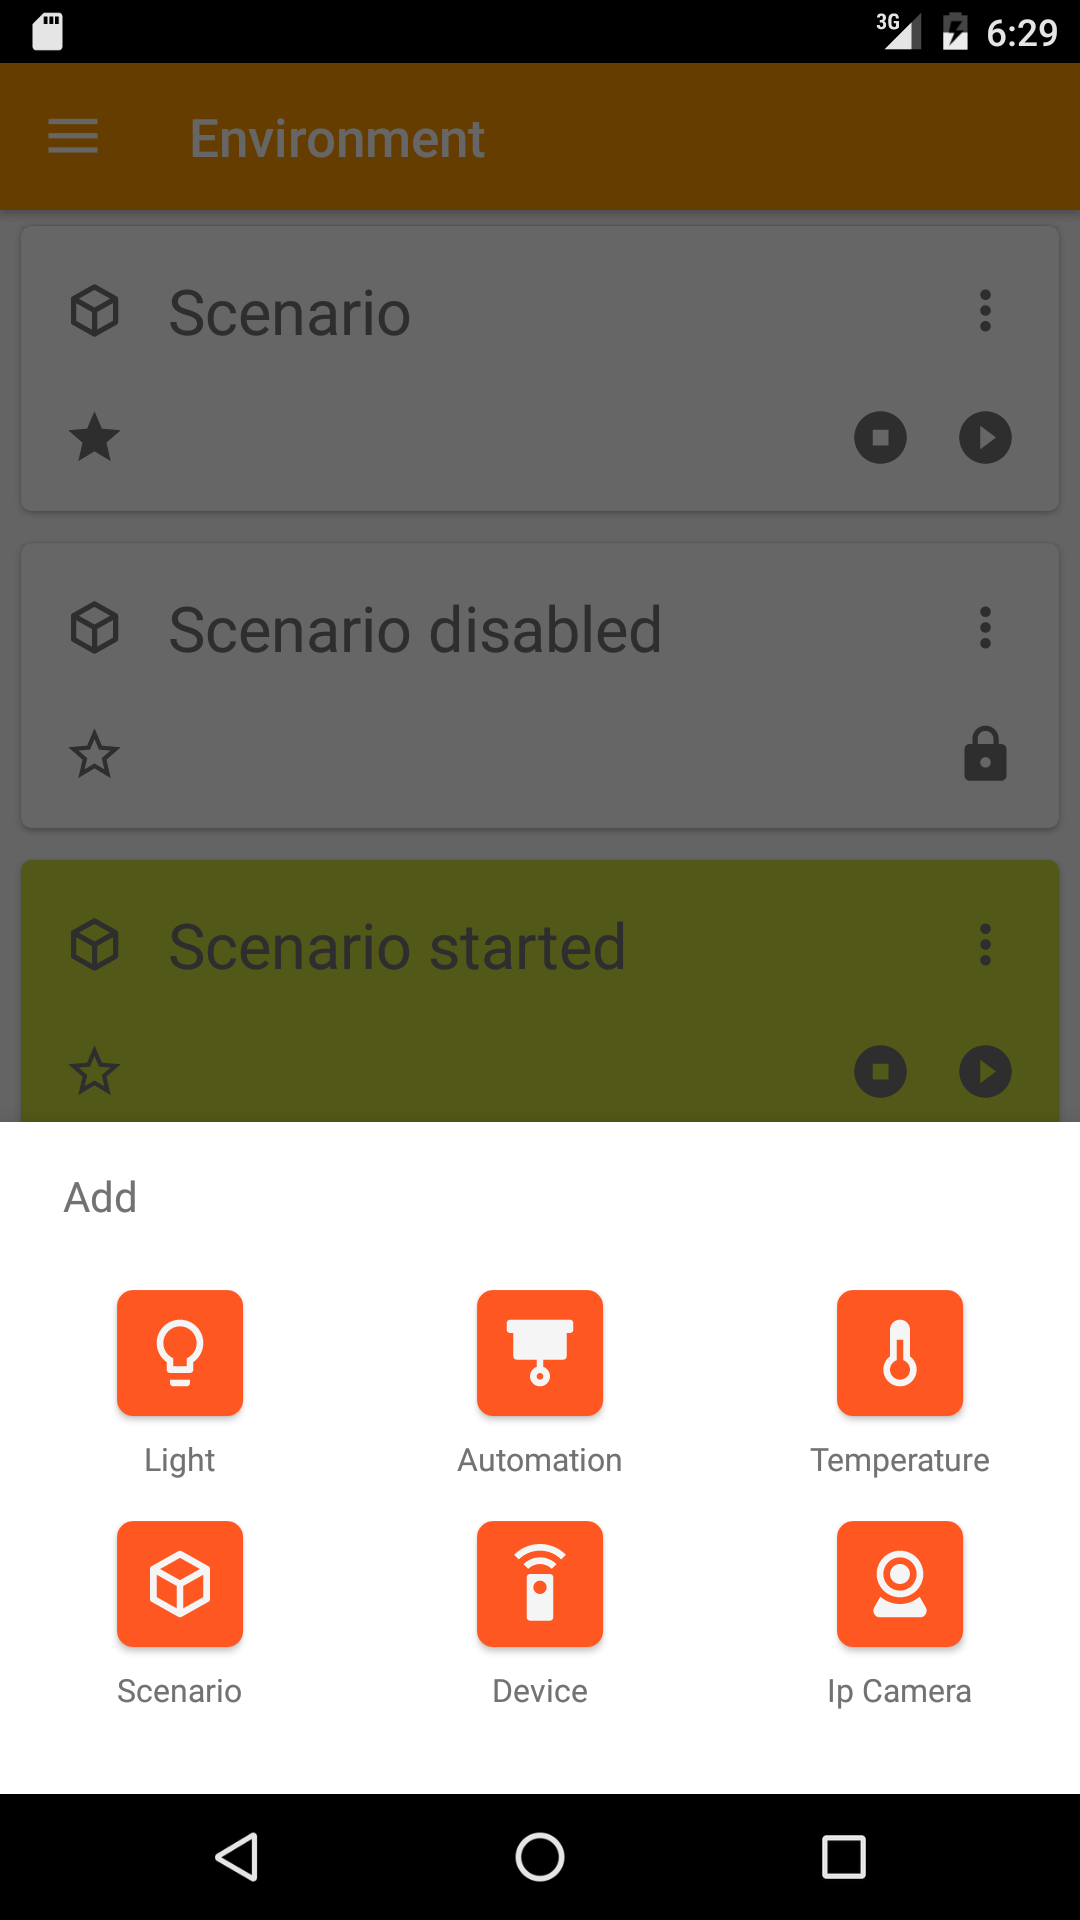 3G 6:29
Environment
Scenario
Scenario disabled
Scenario started
Add
Light Automation Temperature
Scenario Device Ip Camera